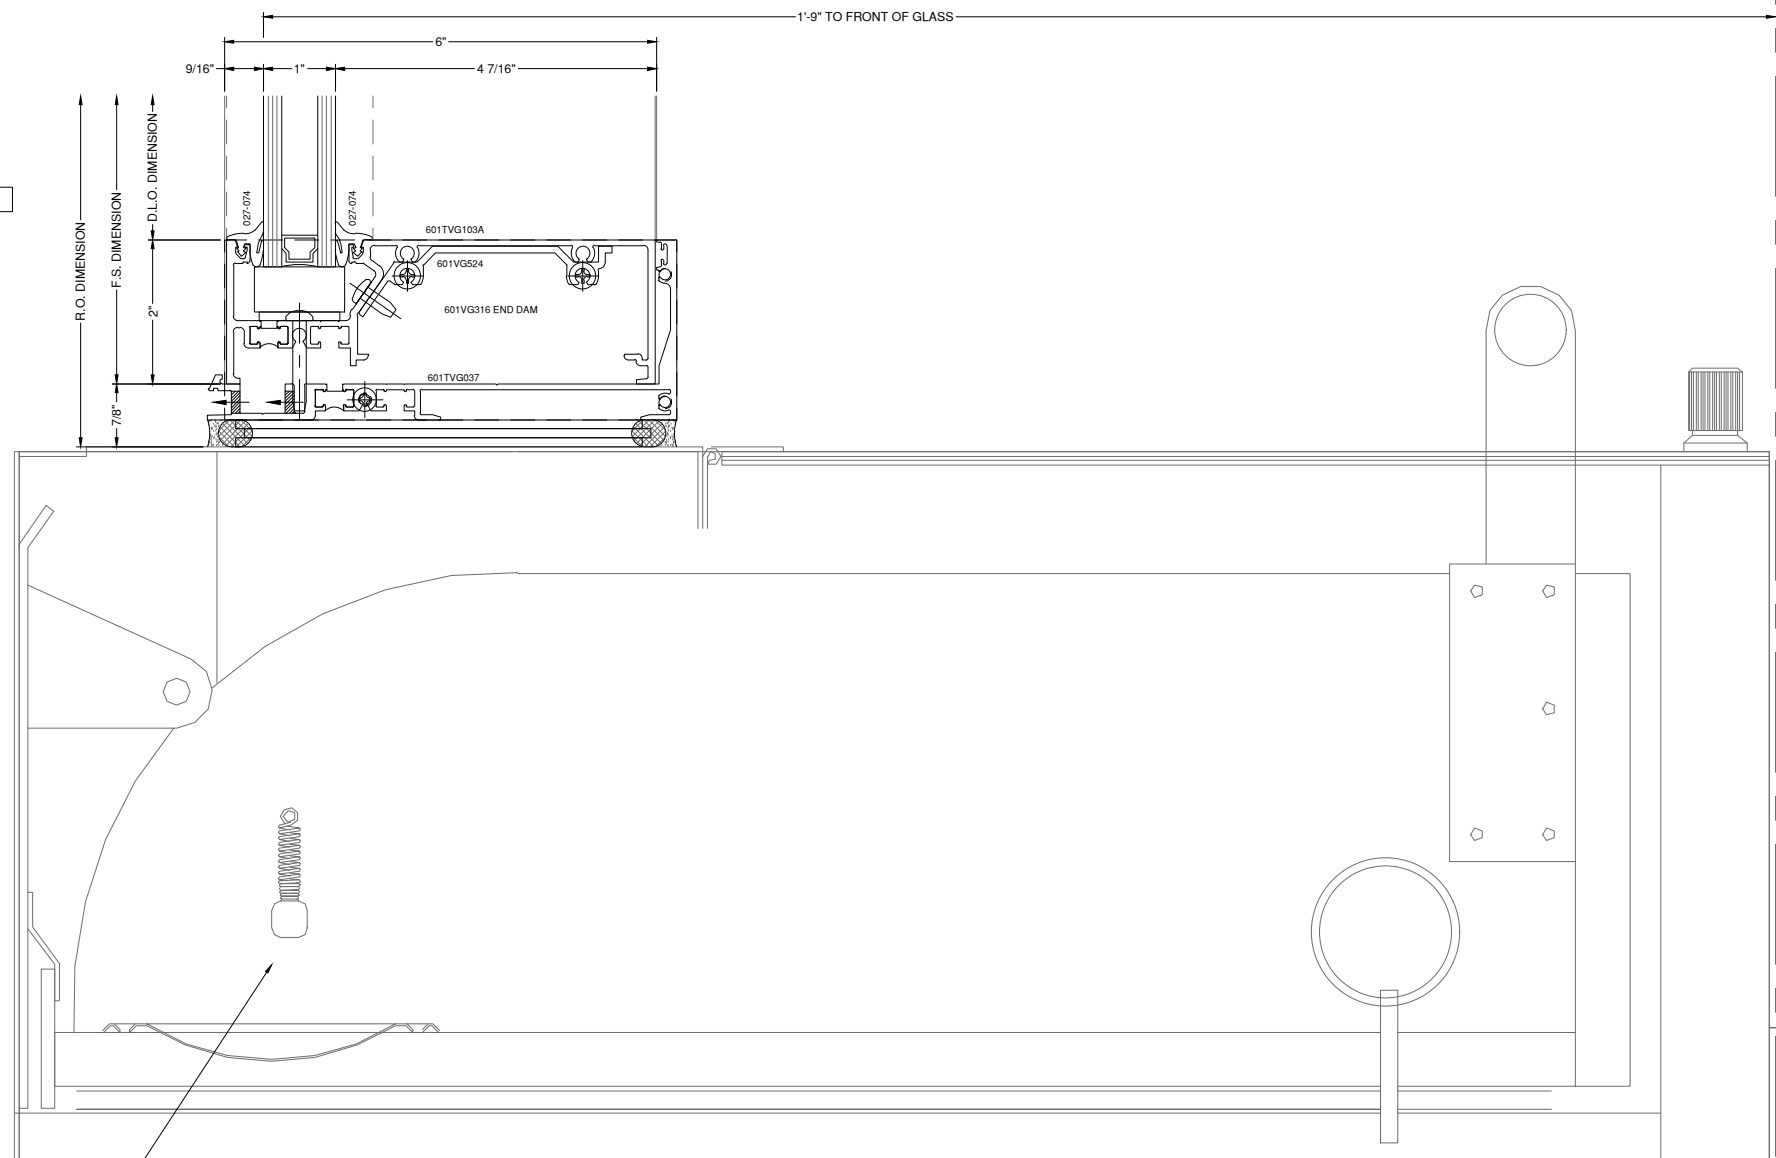 1'-9" TO FRONT OF GLASS
6"
9/16"
1"
4 7/16"
R.O. DIMENSION
F.S. DIMENSION
D.L.O. DIMENSION
027-074
027-074
601TVG103A
601VG524
2"
601VG316 END DAM
601TVG037
7/8"